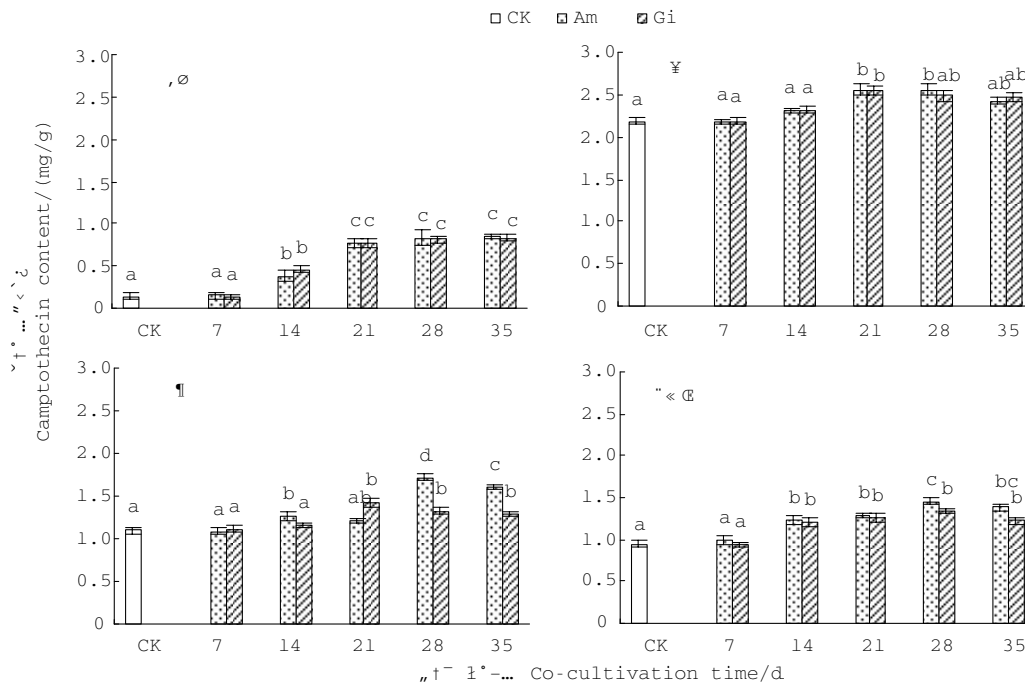 CK Am Gi
Camptothecin content/(mg/g)
3.0
2.5
2.0
1.5
1.0
0.5
0
‚ø
a
a a
b b
c c
c c
c c
CK 7 14 21 28 35
3.0
2.5
2.0
1.5
1.0
0.5
0
¥
a
a a
a a
b b
b ab
ab ab
CK 7 14 21 28 35
3.0
2.5
2.0
1.5
1.0
0.5
0
¶
a
a a
b a
ab b
d b
c b
CK 7 14 21 28 35
3.0
2.5
2.0
1.5
1.0
0.5
0
¨«Œ
a
a a
b b
b b
c b
bc b
CK 7 14 21 28 35
Co-cultivation time/d